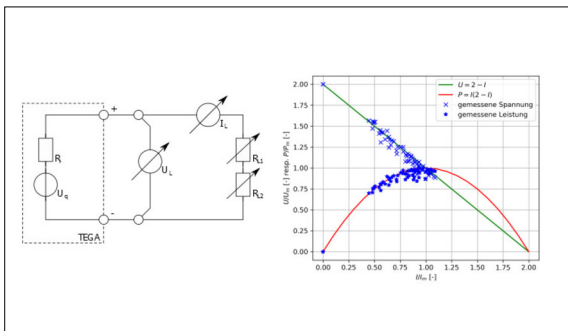 +
I_L
R_i
U_q
U_L
R_L1
R_L2
-
TEGA
U/U_m [-] resp. P/P_m [-]
2.00
1.75
1.50
1.25
1.00
0.75
0.50
0.25
0.00
U = 2 − I
P = I(2 − I)
gemessene Spannung
gemessene Leistung
0.00 0.25 0.50 0.75 1.00 1.25 1.50 1.75 2.00
I/I_m [-]